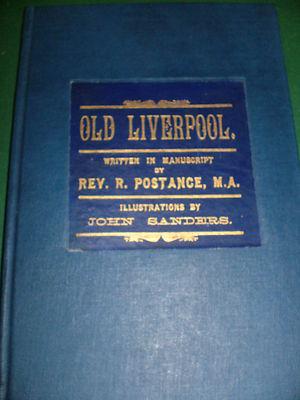 OLD LIVERPOOL.
WRITTEN IN MANUSCRIPT
BY
REV. R. POSTANCE, M.A.
ILLUSTRATIONS BY
JOHN SANDERS.